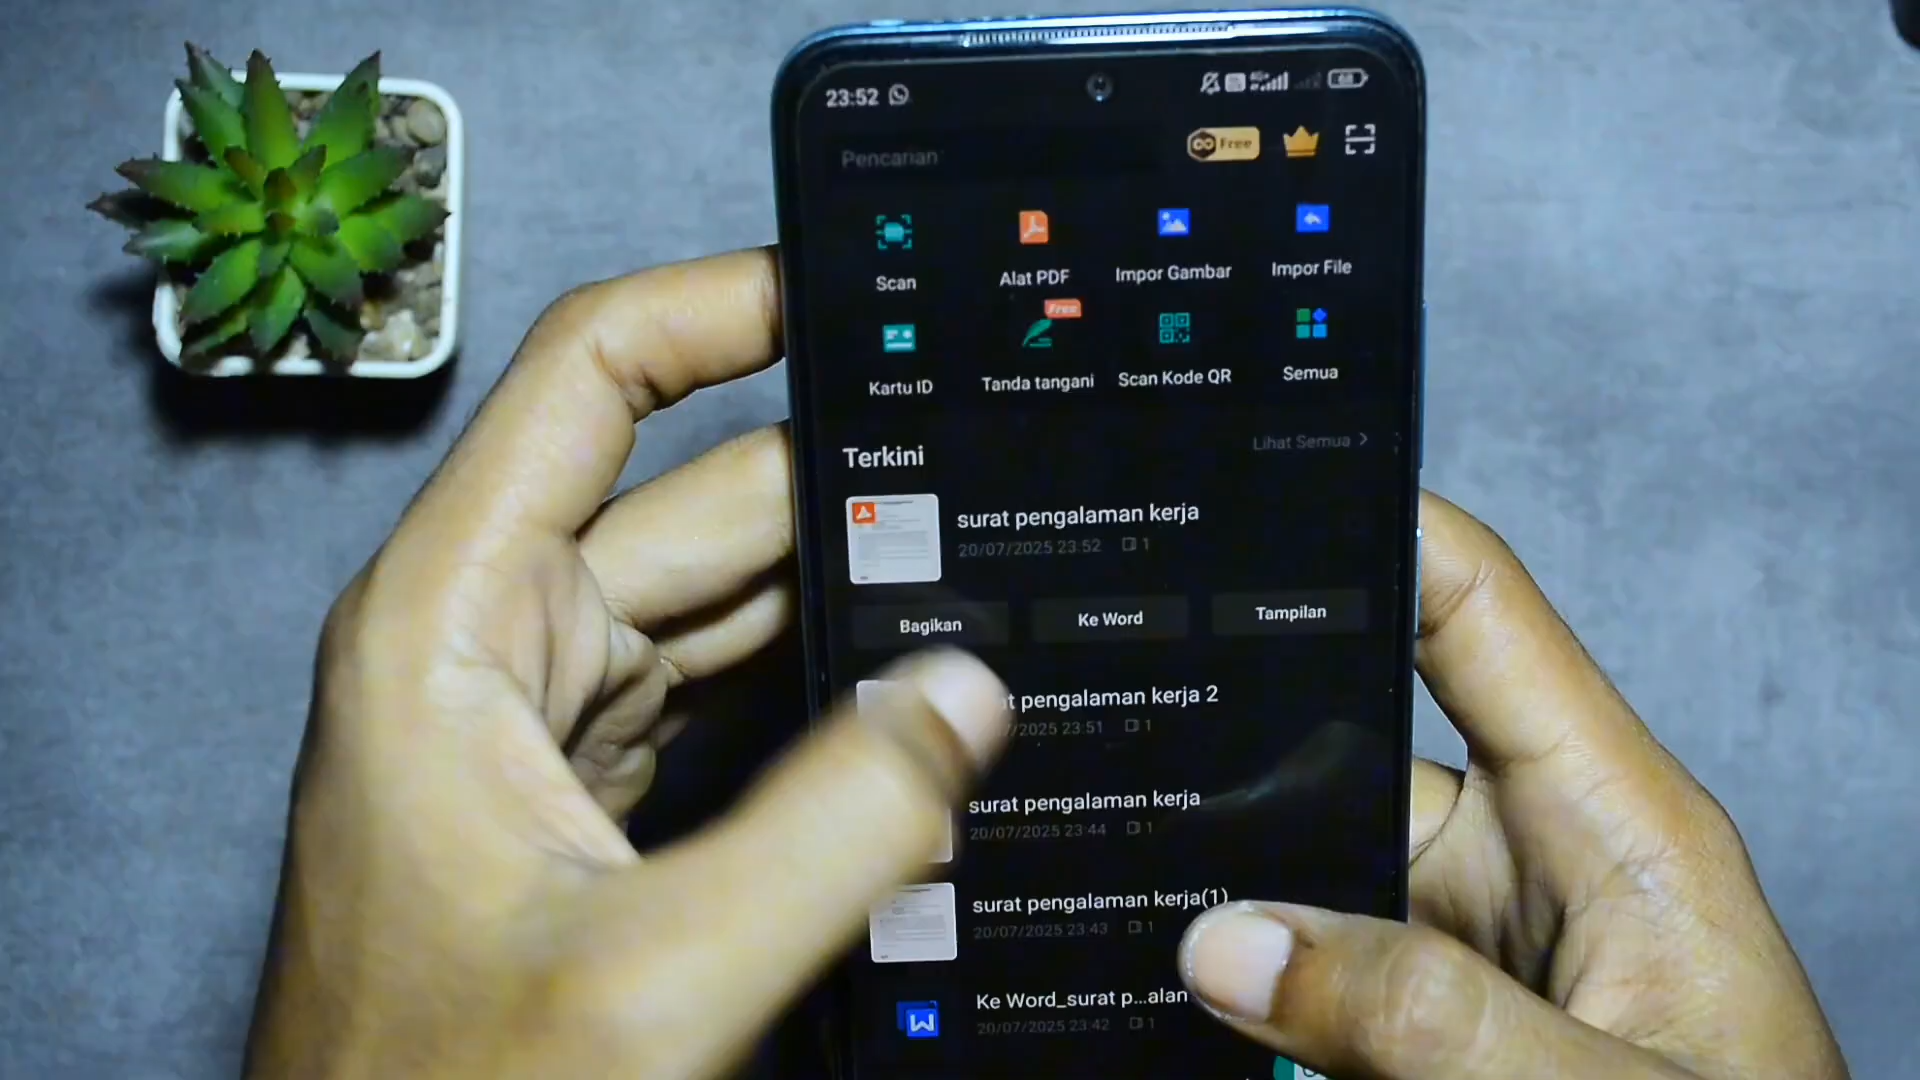 23:52
68
Pencarian
Free
Scan
Alat PDF
Impor Gambar
Impor File
Free
Kartu ID
Tanda tangani
Scan Kode QR
Semua
Terkini
Lihat Semua >
surat pengalaman kerja
20/07/2025 23:52 1
Bagikan
Ke Word
Tampilan
pengalaman kerja 2
/2025 23:51 1
surat pengalaman kerja
20/07/2025 23:44 1
surat pengalaman kerja(1)
20/07/2025 23:43 1
Ke Word_surat p...alan
20/07/2025 23:42 1
W